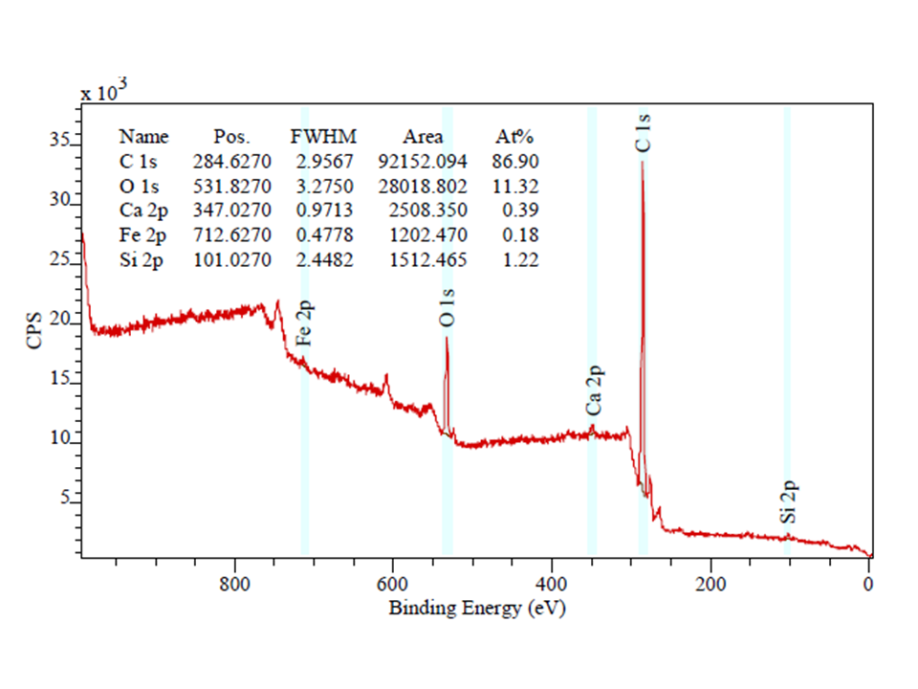 x 10³
Name Pos. FWHM Area At%
C 1s 284.6270 2.9567 92152.094 86.90
O 1s 531.8270 3.2750 28018.802 11.32
Ca 2p 347.0270 0.9713 2508.350 0.39
Fe 2p 712.6270 0.4778 1202.470 0.18
Si 2p 101.0270 2.4482 1512.465 1.22
C 1s
O 1s
Fe 2p
Ca 2p
Si 2p
35
30
25
20
15
10
5
CPS
800 600 400 200 0
Binding Energy (eV)